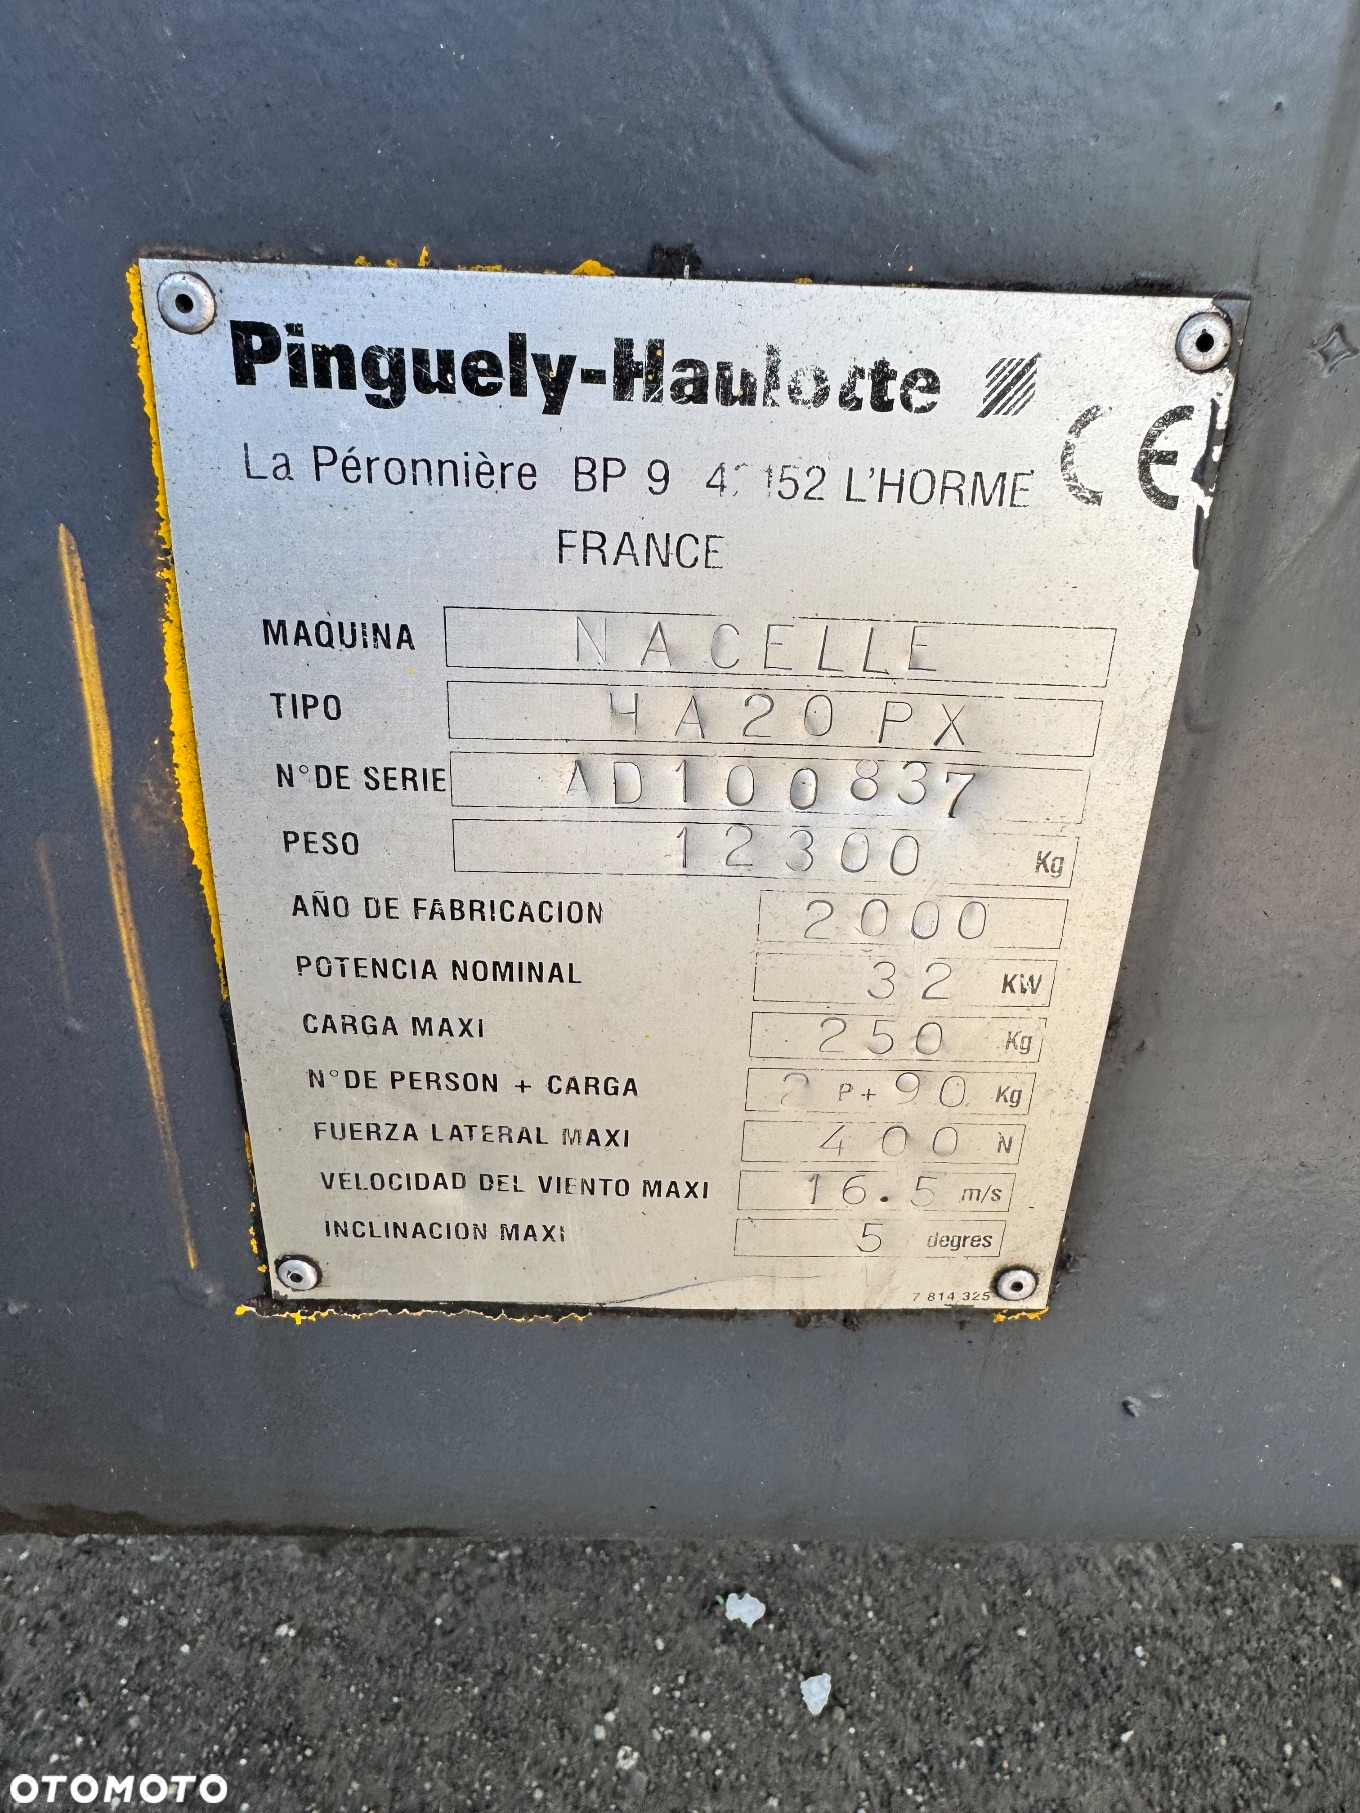 Pinguely-Haulotte
La Péronnière BP 9 L'HORME
CE
FRANCE
MAQUINA NACELLE
TIPO HA20PX
N° DE SERIE AD100837
PESO 12300 Kg
AÑO DE FABRICACION 2000
POTENCIA NOMINAL 32 KW
CARGA MAXI 250 Kg
N° DE PERSON + CARGA 2 P+ 90 Kg
FUERZA LATERAL MAXI 400 N
VELOCIDAD DEL VIENTO MAXI 16.5 m/s
INCLINACION MAXI 5 degres
7 814 325
OTOMOTO